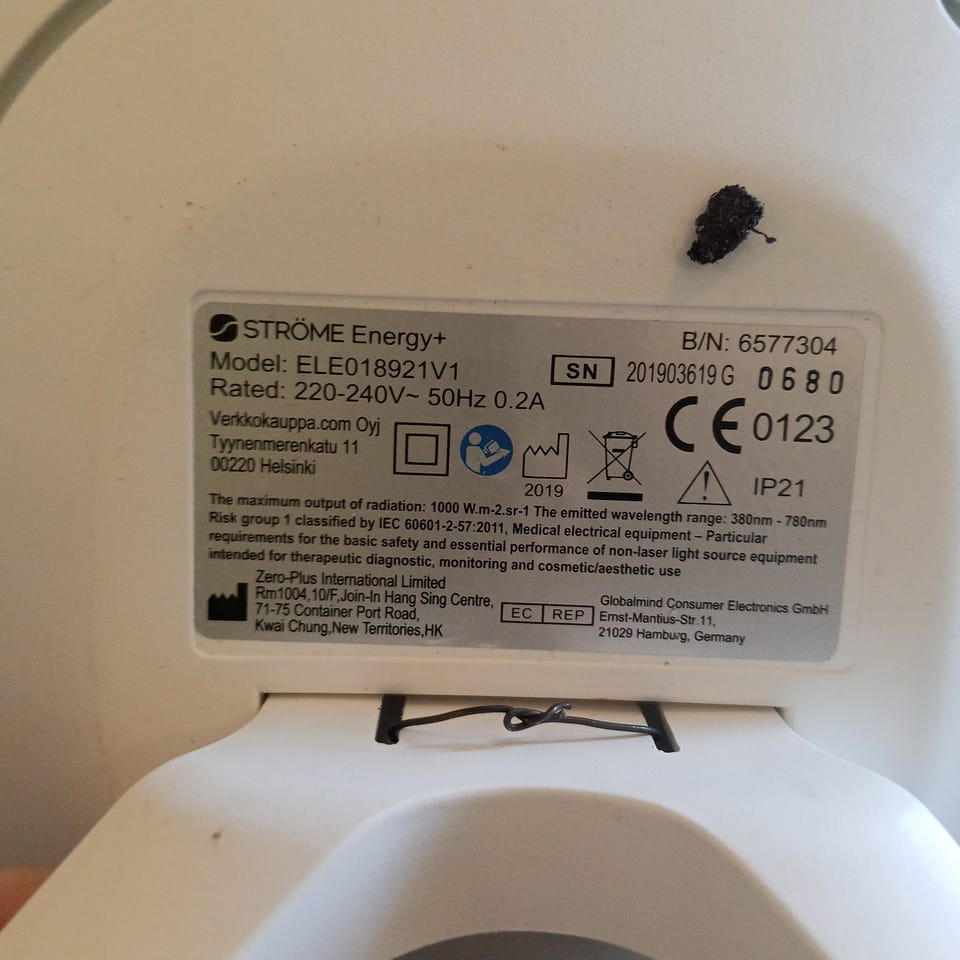 STRÖME Energy+
B/N: 6577304
Model: ELE018921V1
SN 201903619 G 0680
Rated: 220-240V~ 50Hz 0.2A
Verkkokauppa.com Oyj
Tyynenmerenkatu 11
00220 Helsinki
2019
CE 0123
IP21
The maximum output of radiation: 1000 W.m-2.sr-1 The emitted wavelength range: 380nm - 780nm
Risk group 1 classified by IEC 60601-2-57:2011, Medical electrical equipment – Particular
requirements for the basic safety and essential performance of non-laser light source equipment
intended for therapeutic diagnostic, monitoring and cosmetic/aesthetic use
Zero-Plus International Limited
Rm1004,10/F,Join-In Hang Sing Centre,
71-75 Container Port Road,
Kwai Chung,New Territories,HK
EC REP
Globalmind Consumer Electronics GmbH
Ernst-Mantius-Str.11,
21029 Hamburg, Germany